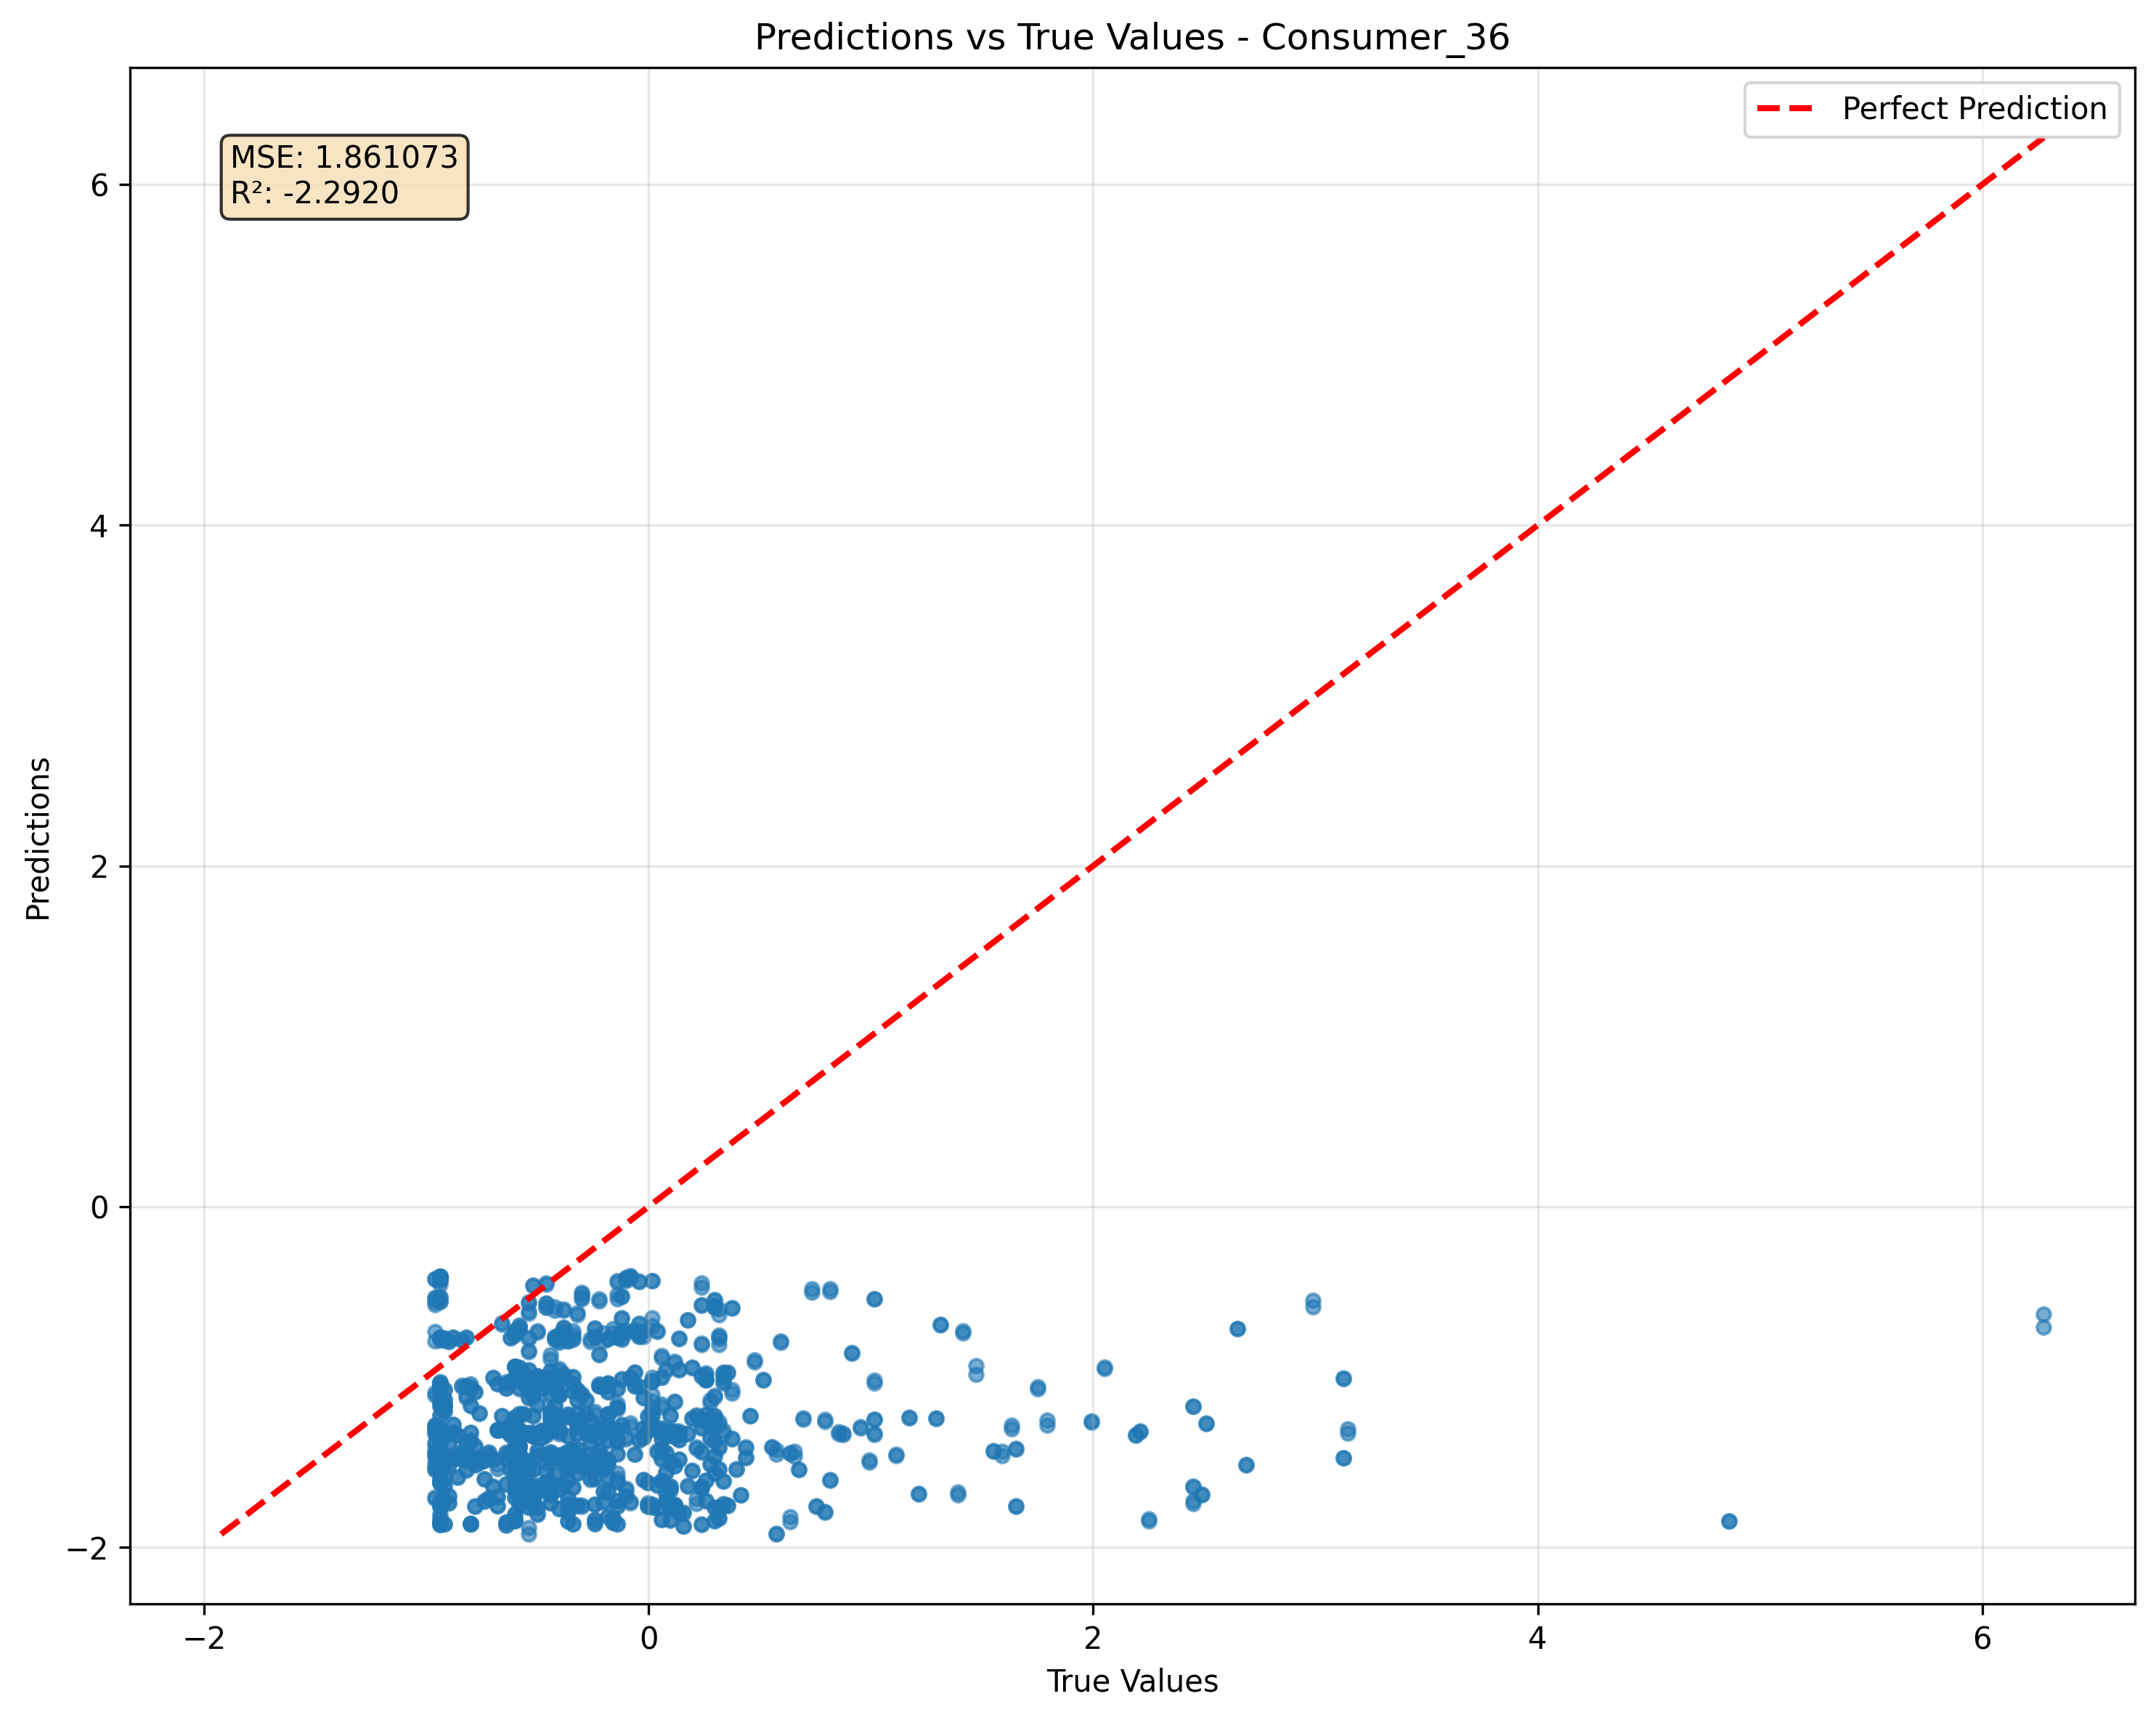 Predictions vs True Values - Consumer_36
Perfect Prediction
MSE: 1.861073
R²: -2.2920
6
4
2
0
−2
Predictions
−2
0
2
4
6
True Values